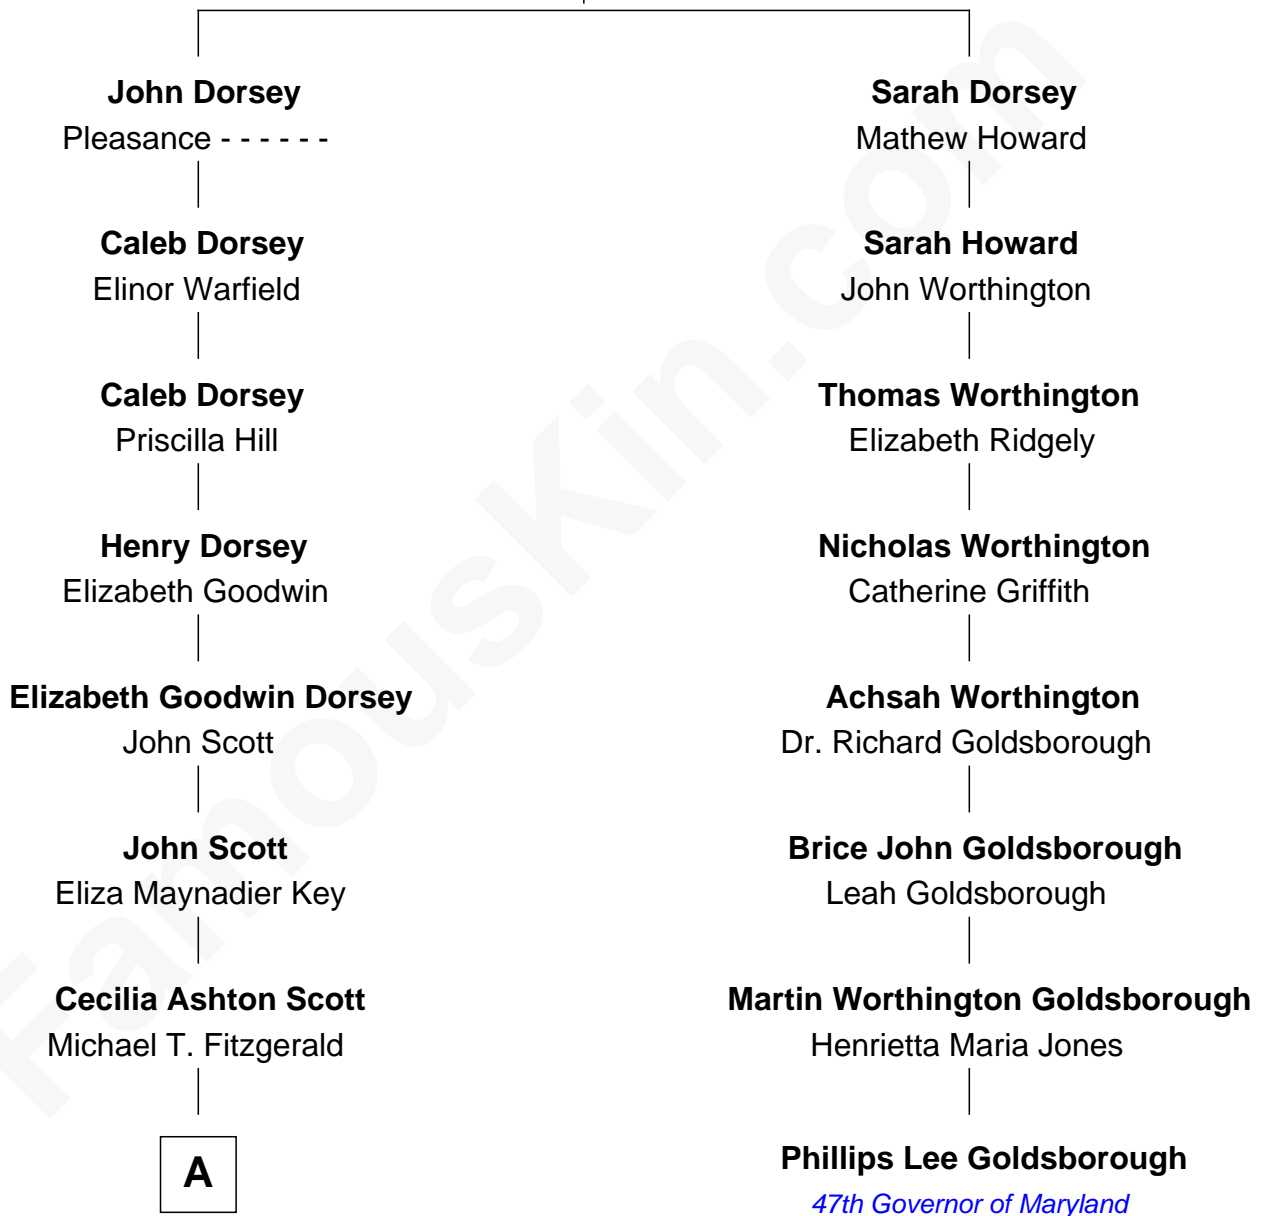 John Dorsey
Pleasance - - - - - -
Caleb Dorsey
Elinor Warfield
Caleb Dorsey
Priscilla Hill
Henry Dorsey
Elizabeth Goodwin
Elizabeth Goodwin Dorsey
John Scott
John Scott
Eliza Maynadier Key
Cecilia Ashton Scott
Michael T. Fitzgerald
A
Sarah Dorsey
Mathew Howard
Sarah Howard
John Worthington
Thomas Worthington
Elizabeth Ridgely
Nicholas Worthington
Catherine Griffith
Achsah Worthington
Dr. Richard Goldsborough
Brice John Goldsborough
Leah Goldsborough
Martin Worthington Goldsborough
Henrietta Maria Jones
Phillips Lee Goldsborough
47th Governor of Maryland
FamousKin.com